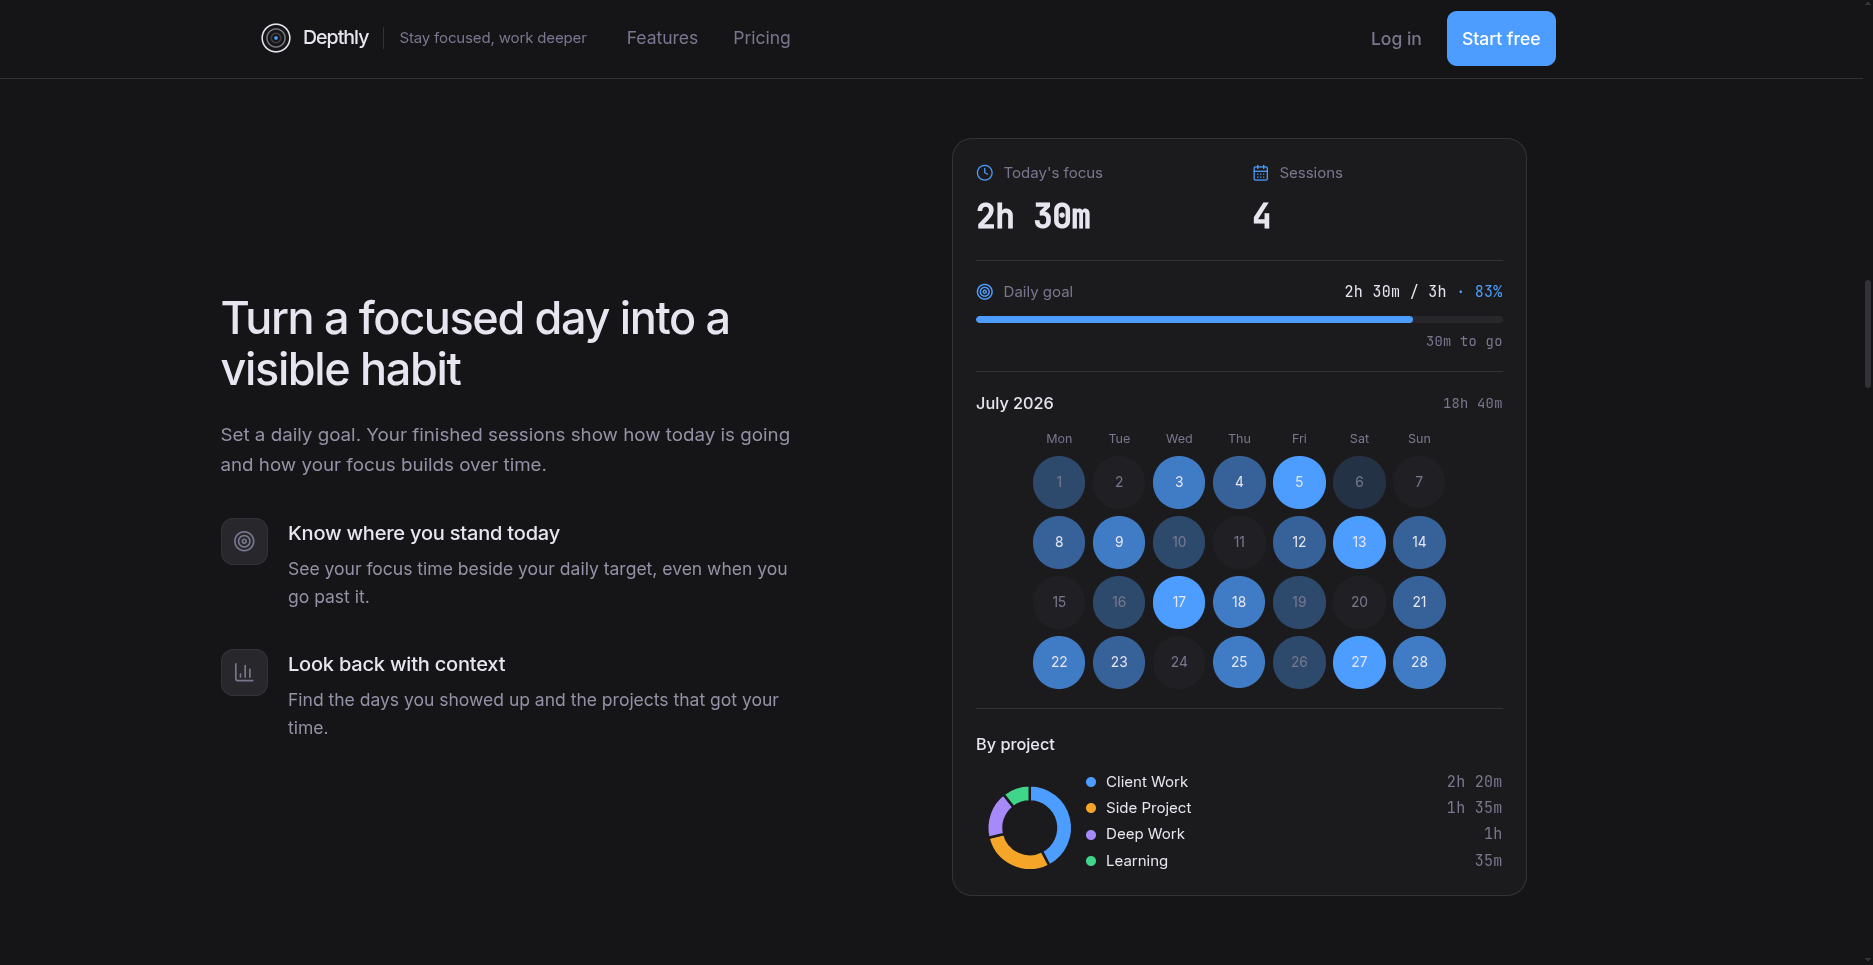 Depthly
Stay focused, work deeper
Features
Pricing
Log in
Start free
Turn a focused day into a
visible habit
Set a daily goal. Your finished sessions show how today is going
and how your focus builds over time.
Know where you stand today
See your focus time beside your daily target, even when you
go past it.
Look back with context
Find the days you showed up and the projects that got your
time.
Today's focus
2h 30m
Sessions
4
Daily goal
2h 30m / 3h · 83%
30m to go
July 2026
18h 40m
Mon Tue Wed Thu Fri Sat Sun
1 2 3 4 5 6 7
8 9 10 11 12 13 14
15 16 17 18 19 20 21
22 23 24 25 26 27 28
By project
Client Work 2h 20m
Side Project 1h 35m
Deep Work 1h
Learning 35m